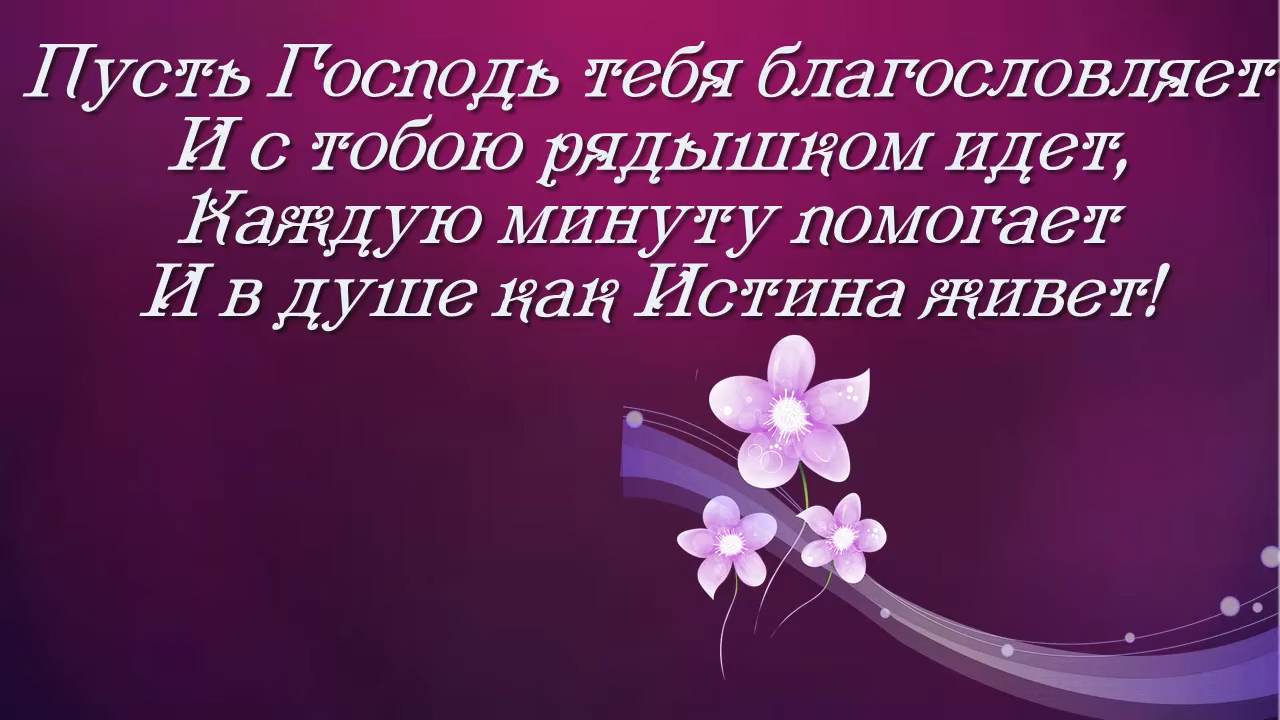 Пусть Господь тебя благословляет
И с тобою рядышком идет,
Каждую минуту помогает
И в душе как Истина живет!